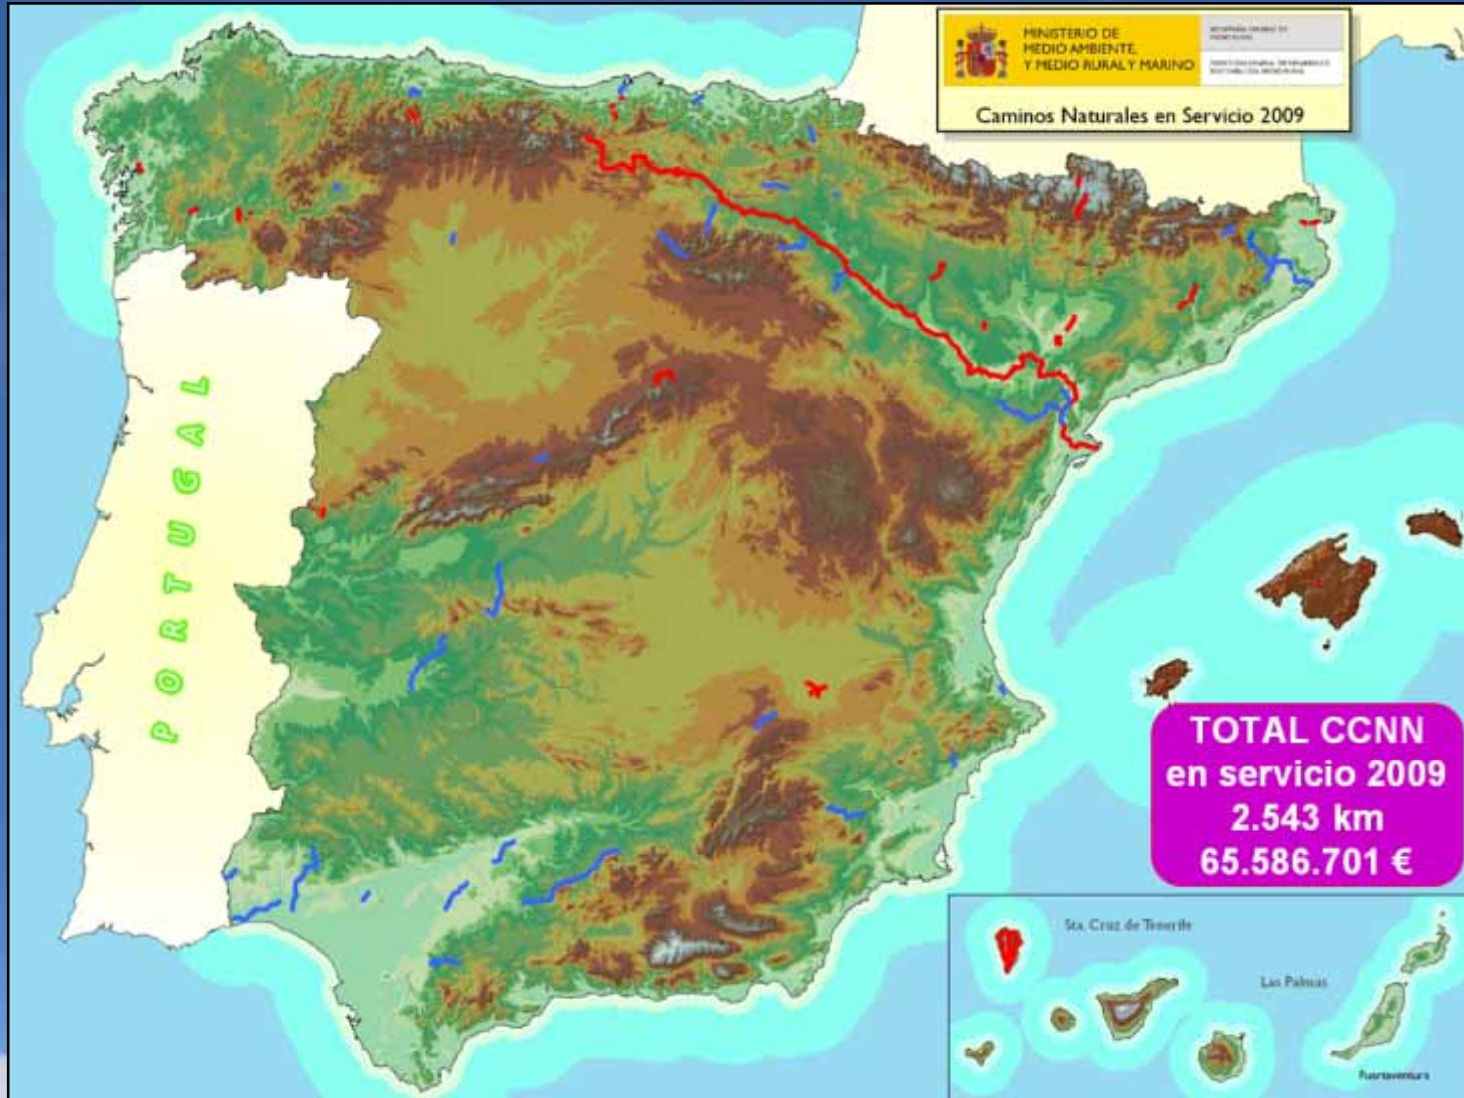 MINISTERIO DE
MEDIO AMBIENTE,
Y MEDIO RURAL Y MARINO
Caminos Naturales en Servicio 2009
PORTUGAL
TOTAL CCNN
en servicio 2009
2.543 km
65.586.701 €
Sta. Cruz de Tenerife
Las Palmas
Fuerteventura